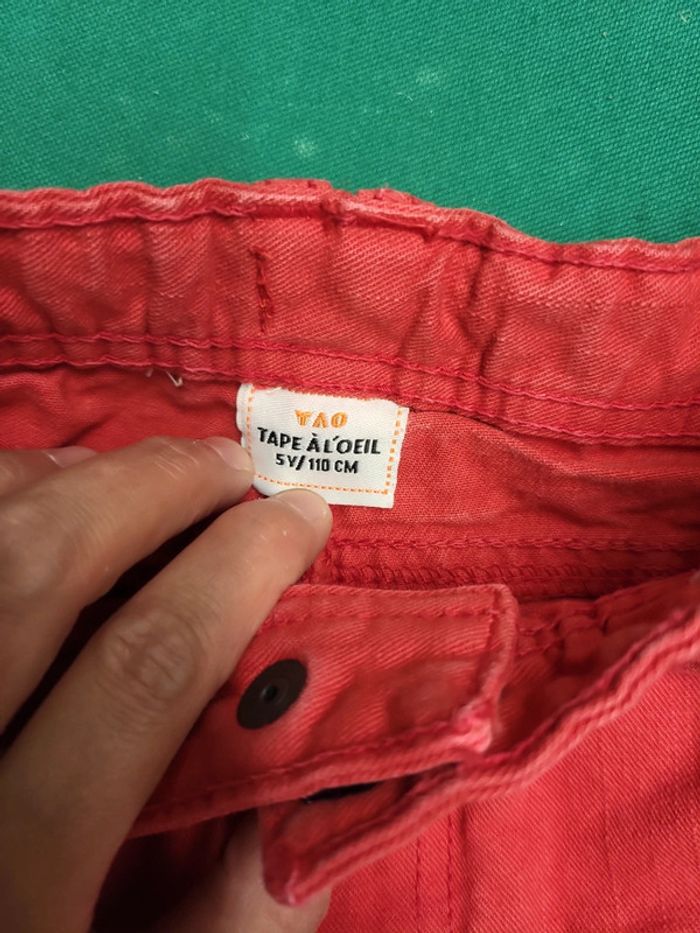 TAO
TAPE À L'OEIL
5Y/110 CM